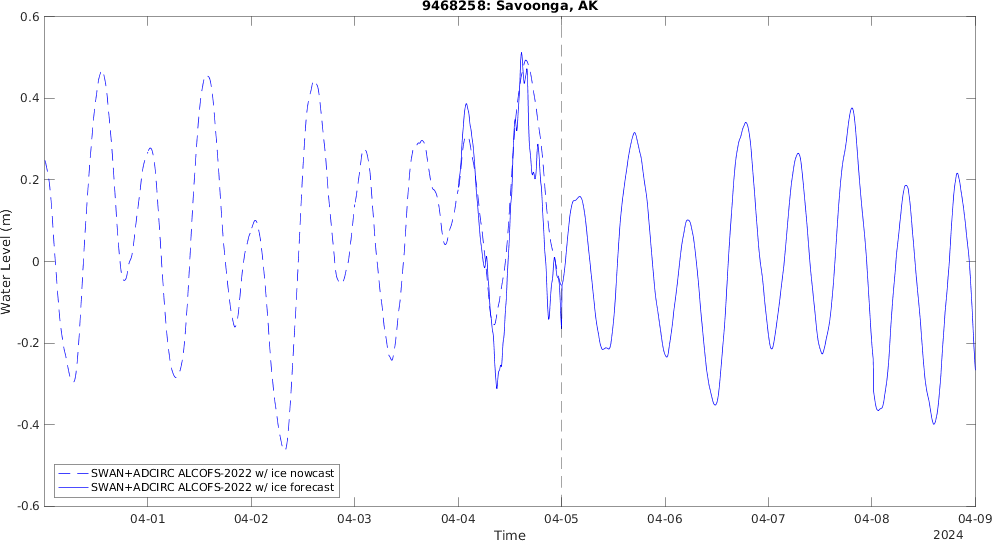 9468258: Savoonga, AK
Water Level (m)
0.6
0.4
0.2
0
-0.2
-0.4
-0.6
SWAN+ADCIRC ALCOFS-2022 w/ ice nowcast
SWAN+ADCIRC ALCOFS-2022 w/ ice forecast
04-01 04-02 04-03 04-04 04-05 04-06 04-07 04-08 04-09
Time
2024